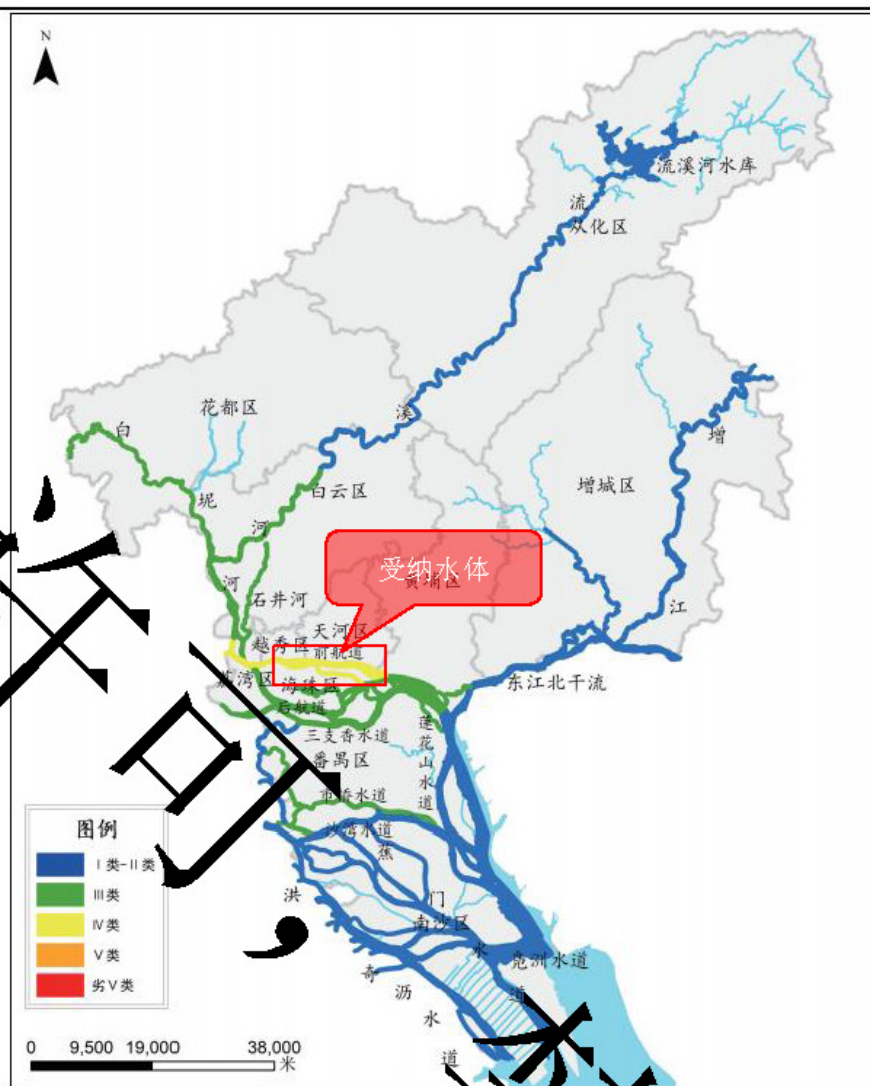 N
流溪河水库
流
从化区
花都区
溪
白
增
坭
白云区
增城区
河
受纳水体
黄埔区
河
石井河
江
天河区
越秀区
前航道
荔湾区
海珠区
东江北干流
后航道
莲花山水道
三支香水道
番禺区
市桥水道
沙湾水道
蕉
门
水
道
洪
奇
沥
水
道
南沙区
凫洲水道
图例
I类-II类
III类
IV类
V类
劣V类
0 9,500 19,000 38,000
米